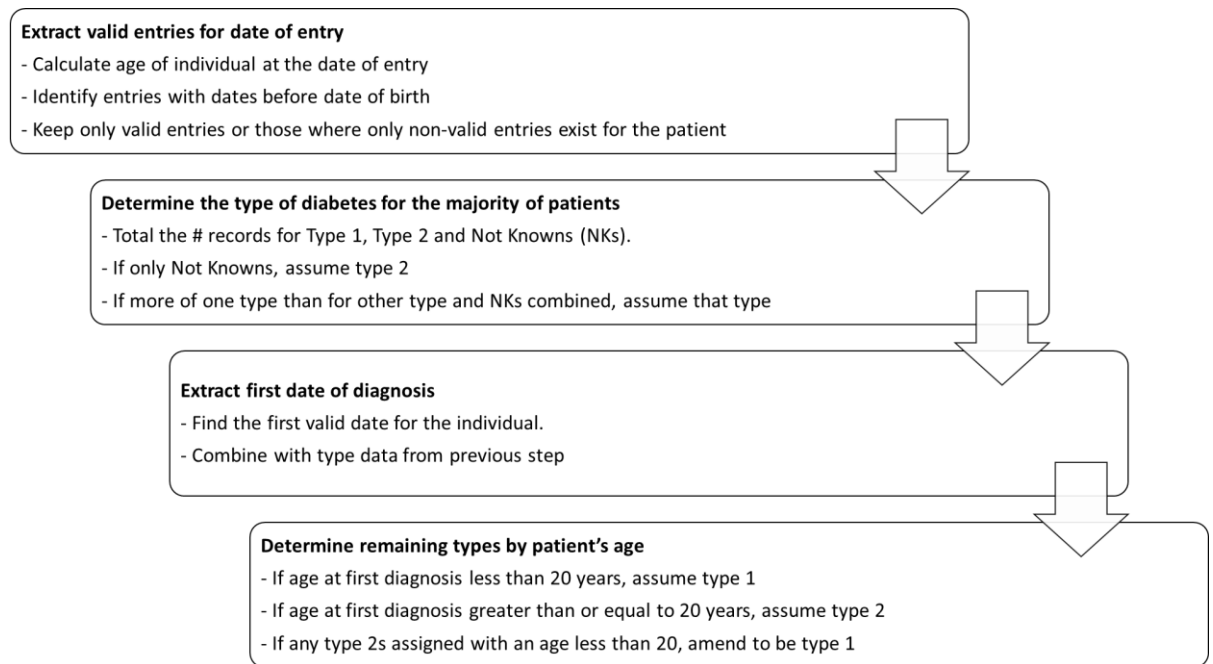 Extract valid entries for date of entry
- Calculate age of individual at the date of entry
- Identify entries with dates before date of birth
- Keep only valid entries or those where only non-valid entries exist for the patient
Determine the type of diabetes for the majority of patients
- Total the # records for Type 1, Type 2 and Not Knowns (NKs).
- If only Not Knowns, assume type 2
- If more of one type than for other type and NKs combined, assume that type
Extract first date of diagnosis
- Find the first valid date for the individual.
- Combine with type data from previous step
Determine remaining types by patient’s age
- If age at first diagnosis less than 20 years, assume type 1
- If age at first diagnosis greater than or equal to 20 years, assume type 2
- If any type 2s assigned with an age less than 20, amend to be type 1